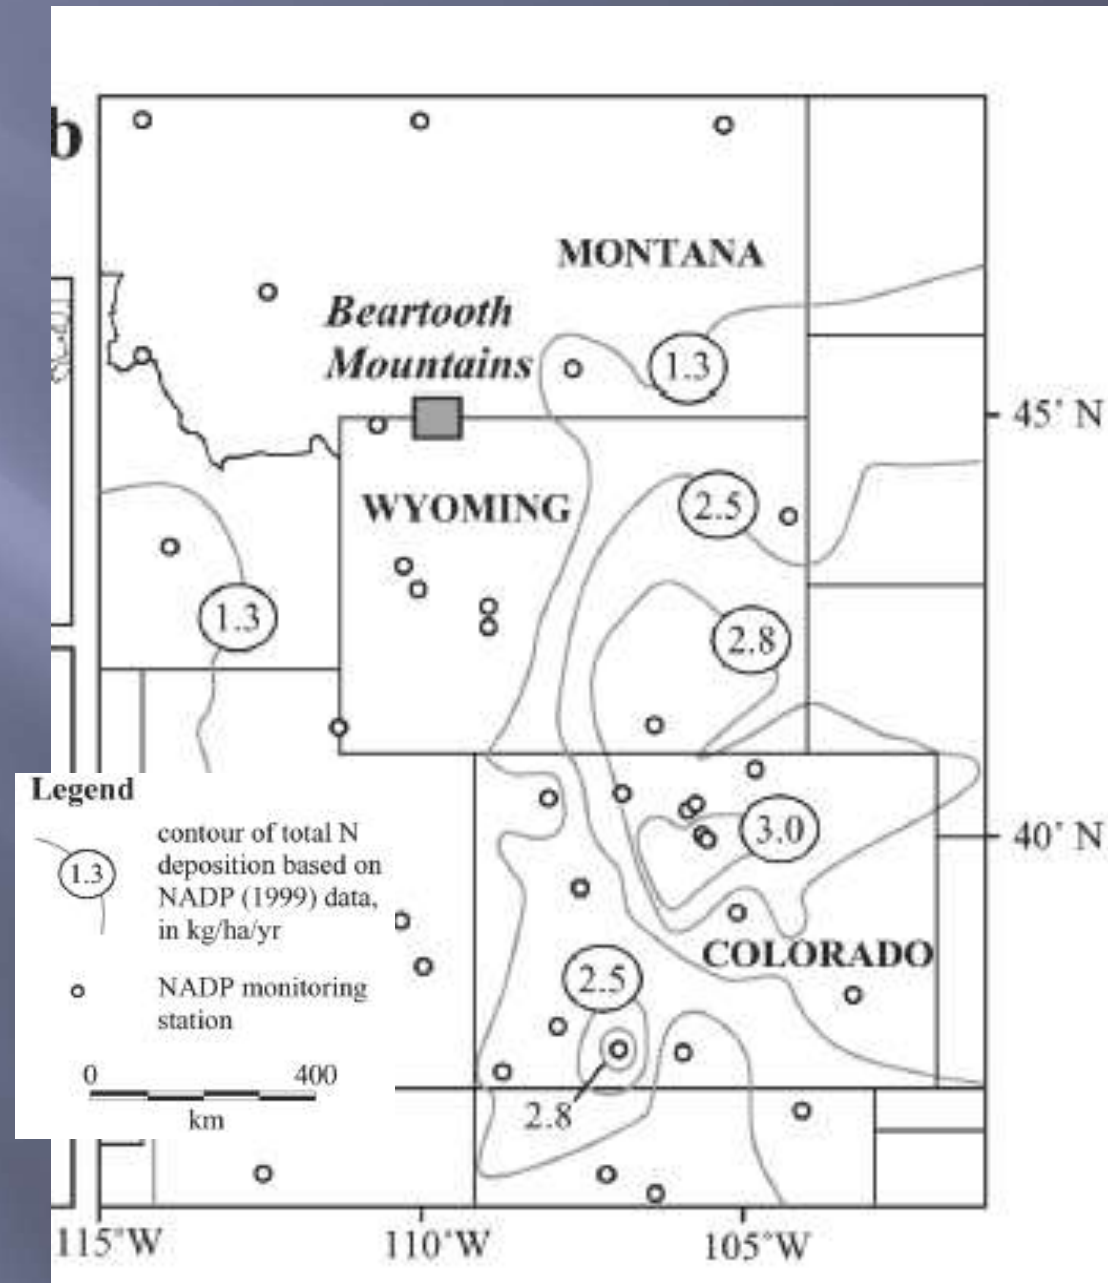 b
MONTANA
Beartooth
Mountains
1.3
45° N
WYOMING
2.5
1.3
2.8
Legend
contour of total N
deposition based on
NADP (1999) data,
in kg/ha/yr
1.3
NADP monitoring
station
0 400
km
3.0
40° N
COLORADO
2.5
2.8
115°W 110°W 105°W